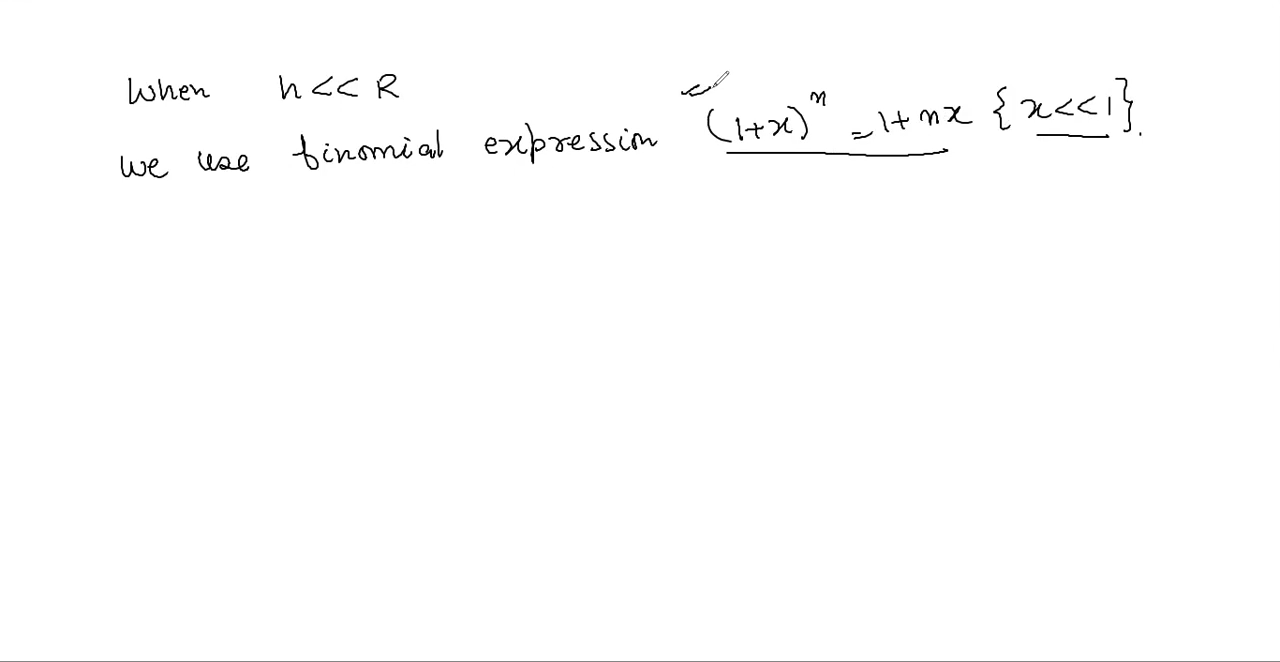 When h << R
we use binomial expression (1+x)^n = 1 + nx {x << 1}.